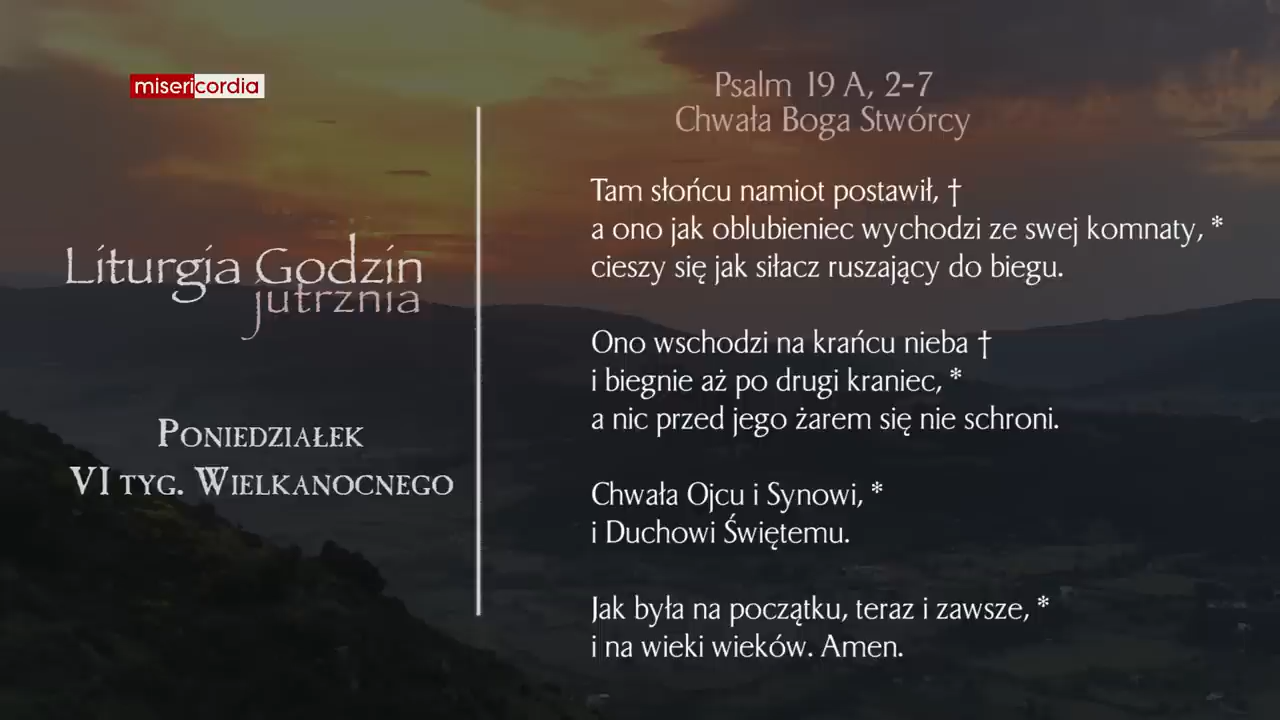 misericordia
Liturgia Godzin
jutrznia
Poniedziałek
VI tyg. Wielkanocnego
Psalm 19 A, 2-7
Chwała Boga Stwórcy
Tam słońcu namiot postawił, †
a ono jak oblubieniec wychodzi ze swej komnaty, *
cieszy się jak siłacz ruszający do biegu.
Ono wschodzi na krańcu nieba †
i biegnie aż po drugi kraniec, *
a nic przed jego żarem się nie schroni.
Chwała Ojcu i Synowi, *
i Duchowi Świętemu.
Jak była na początku, teraz i zawsze, *
i na wieki wieków. Amen.